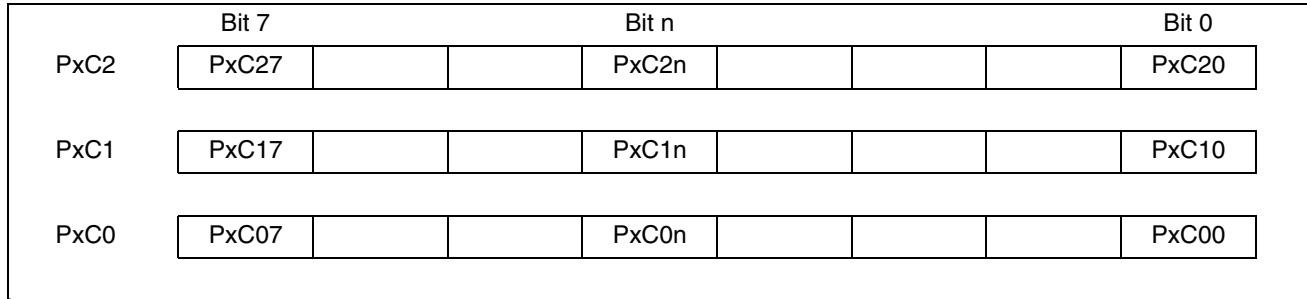 Bit 7 Bit n Bit 0
PxC2 PxC27 PxC2n PxC20
PxC1 PxC17 PxC1n PxC10
PxC0 PxC07 PxC0n PxC00